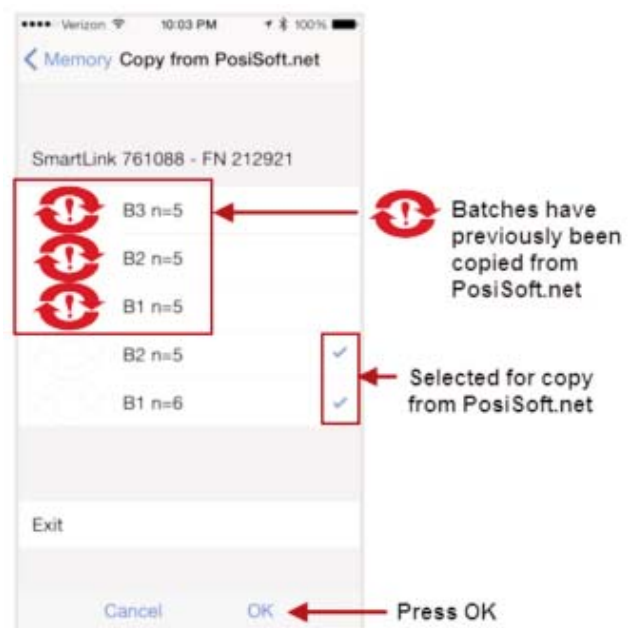 Verizon 10:03 PM 100%
Memory Copy from PosiSoft.net
SmartLink 761088 - FN 212921
B3 n=5
B2 n=5
B1 n=5
B2 n=5
B1 n=6
Exit
Cancel OK
Batches have
previously been
copied from
PosiSoft.net
Selected for copy
from PosiSoft.net
Press OK